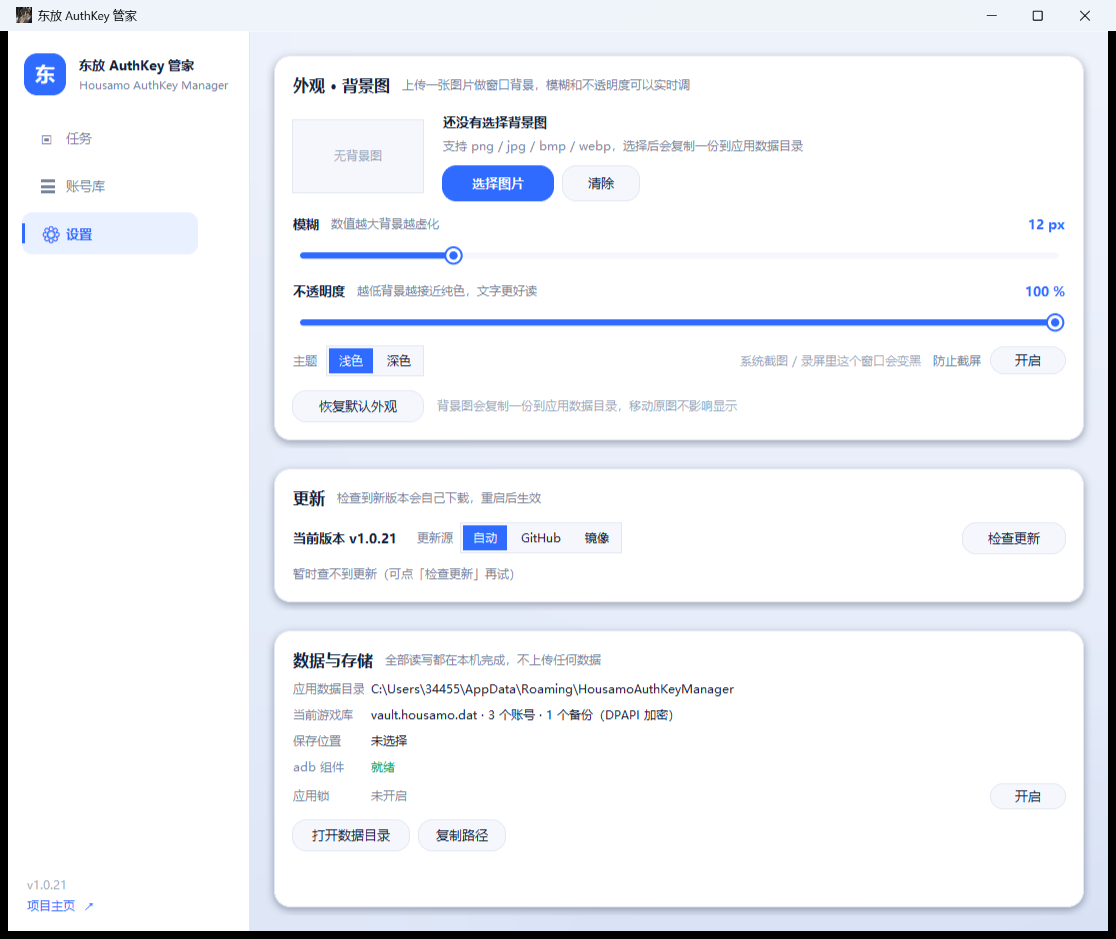 东放 AuthKey 管家
东
东放 AuthKey 管家
Housamo AuthKey Manager
任务
账号库
设置
v1.0.21
项目主页 ↗
外观 • 背景图 上传一张图片做窗口背景，模糊和不透明度可以实时调
无背景图
还没有选择背景图
支持 png / jpg / bmp / webp，选择后会复制一份到应用数据目录
选择图片 清除
模糊 数值越大背景越虚化 12 px
不透明度 越低背景越接近纯色，文字更好读 100 %
主题 浅色 深色 系统截图 / 录屏里这个窗口会变黑 防止截屏 开启
恢复默认外观 背景图会复制一份到应用数据目录，移动原图不影响显示
更新 检查到新版本会自己下载，重启后生效
当前版本 v1.0.21 更新源 自动 GitHub 镜像 检查更新
暂时查不到更新（可点「检查更新」再试）
数据与存储 全部读写都在本机完成，不上传任何数据
应用数据目录 C:\Users\34455\AppData\Roaming\HousamoAuthKeyManager
当前游戏库 vault.housamo.dat · 3 个账号 · 1 个备份（DPAPI 加密）
保存位置 未选择
adb 组件 就绪
应用锁 未开启 开启
打开数据目录 复制路径